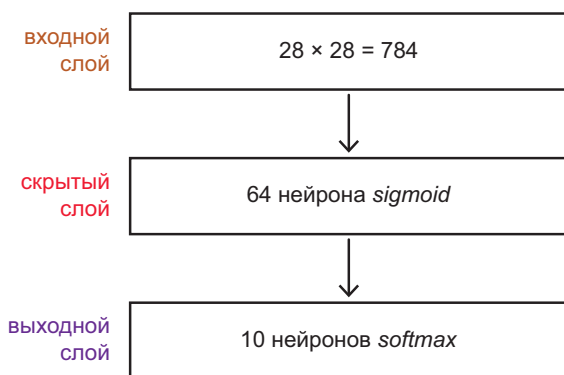 входной
слой
28 × 28 = 784
скрытый
слой
64 нейрона sigmoid
выходной
слой
10 нейронов softmax